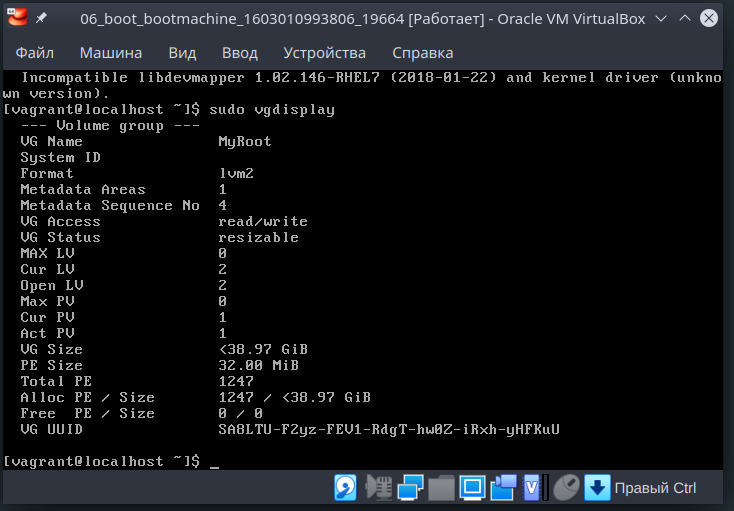 06_boot_bootmachine_1603010993806_19664 [Работает] - Oracle VM VirtualBox
Файл Машина Вид Ввод Устройства Справка
Incompatible libdevmapper 1.02.146-RHEL7 (2018-01-22) and kernel driver (unkno
wn version).
[vagrant@localhost ~]$ sudo vgdisplay
--- Volume group ---
VG Name MyRoot
System ID
Format lvm2
Metadata Areas 1
Metadata Sequence No 4
VG Access read/write
VG Status resizable
MAX LV 0
Cur LV 2
Open LV 2
Max PV 0
Cur PV 1
Act PV 1
VG Size <38.97 GiB
PE Size 32.00 MiB
Total PE 1247
Alloc PE / Size 1247 / <38.97 GiB
Free PE / Size 0 / 0
VG UUID SA8LTU-F2yz-FEV1-RdgT-hw0Z-iRxh-yHFKuU
[vagrant@localhost ~]$ _
Правый Ctrl